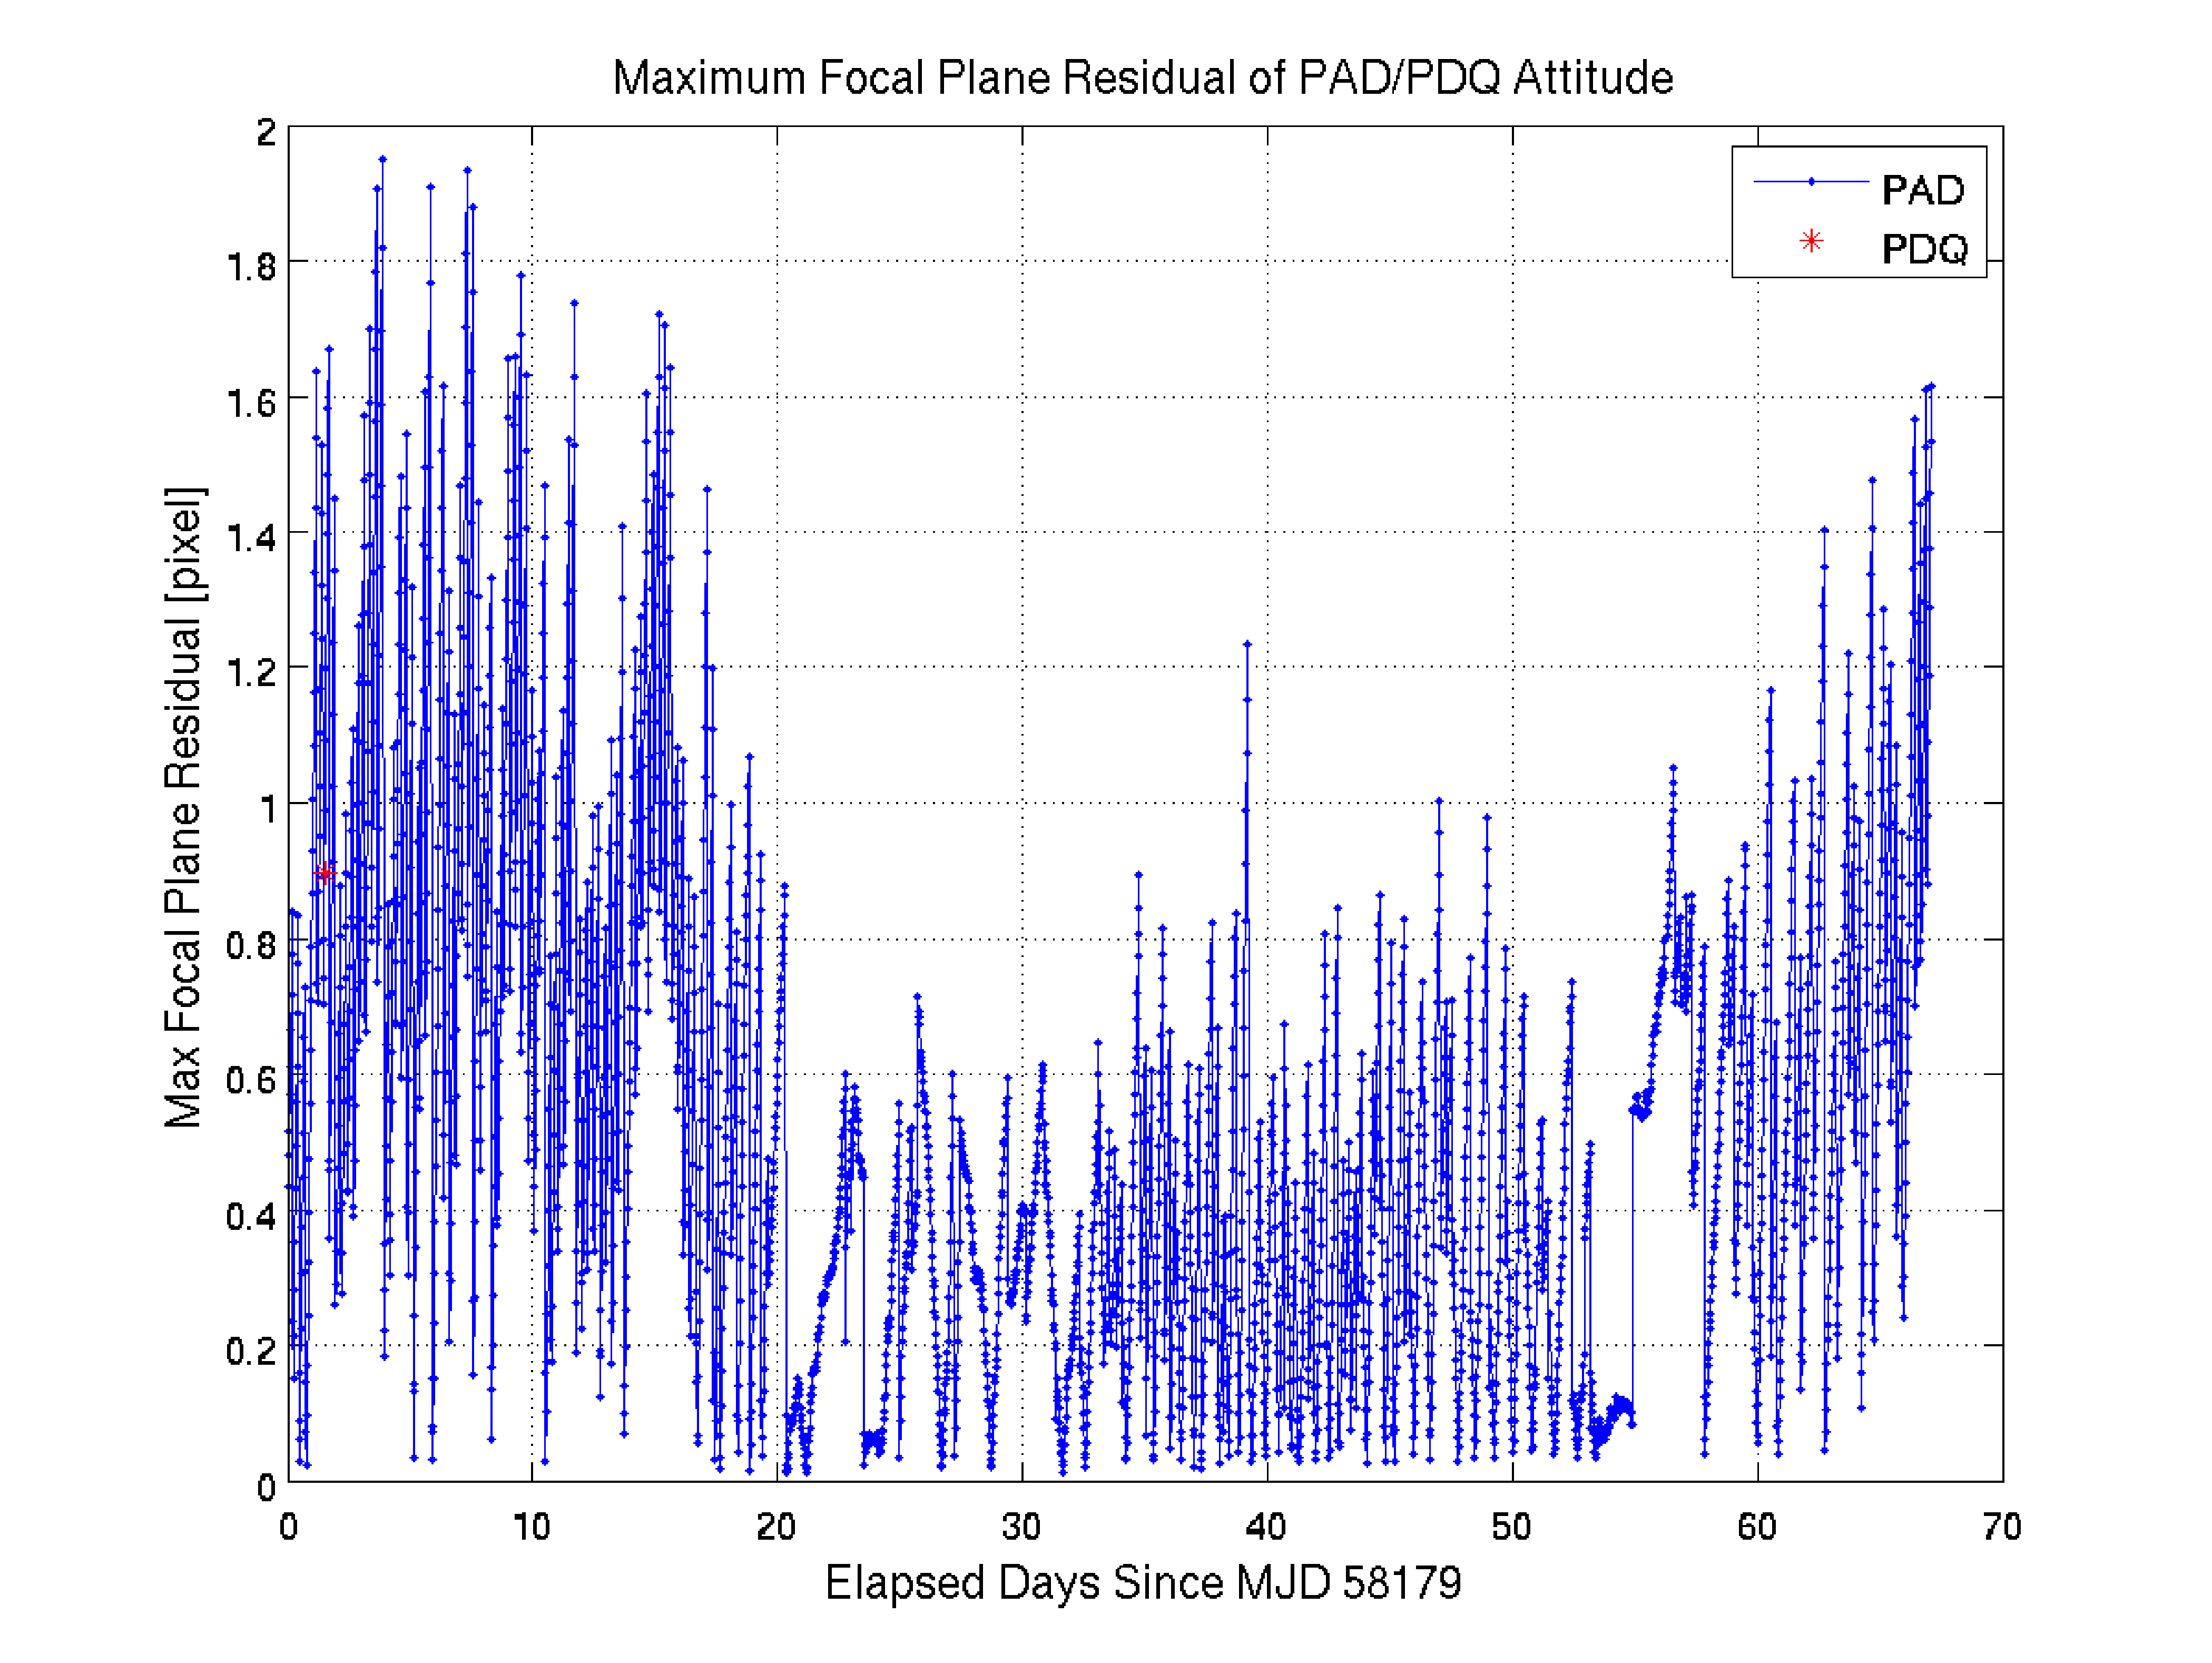 Maximum Focal Plane Residual of PAD/PDQ Attitude
PAD
PDQ
Max Focal Plane Residual [pixel]
2
1.8
1.6
1.4
1.2
1
0.8
0.6
0.4
0.2
0
0 10 20 30 40 50 60 70
Elapsed Days Since MJD 58179